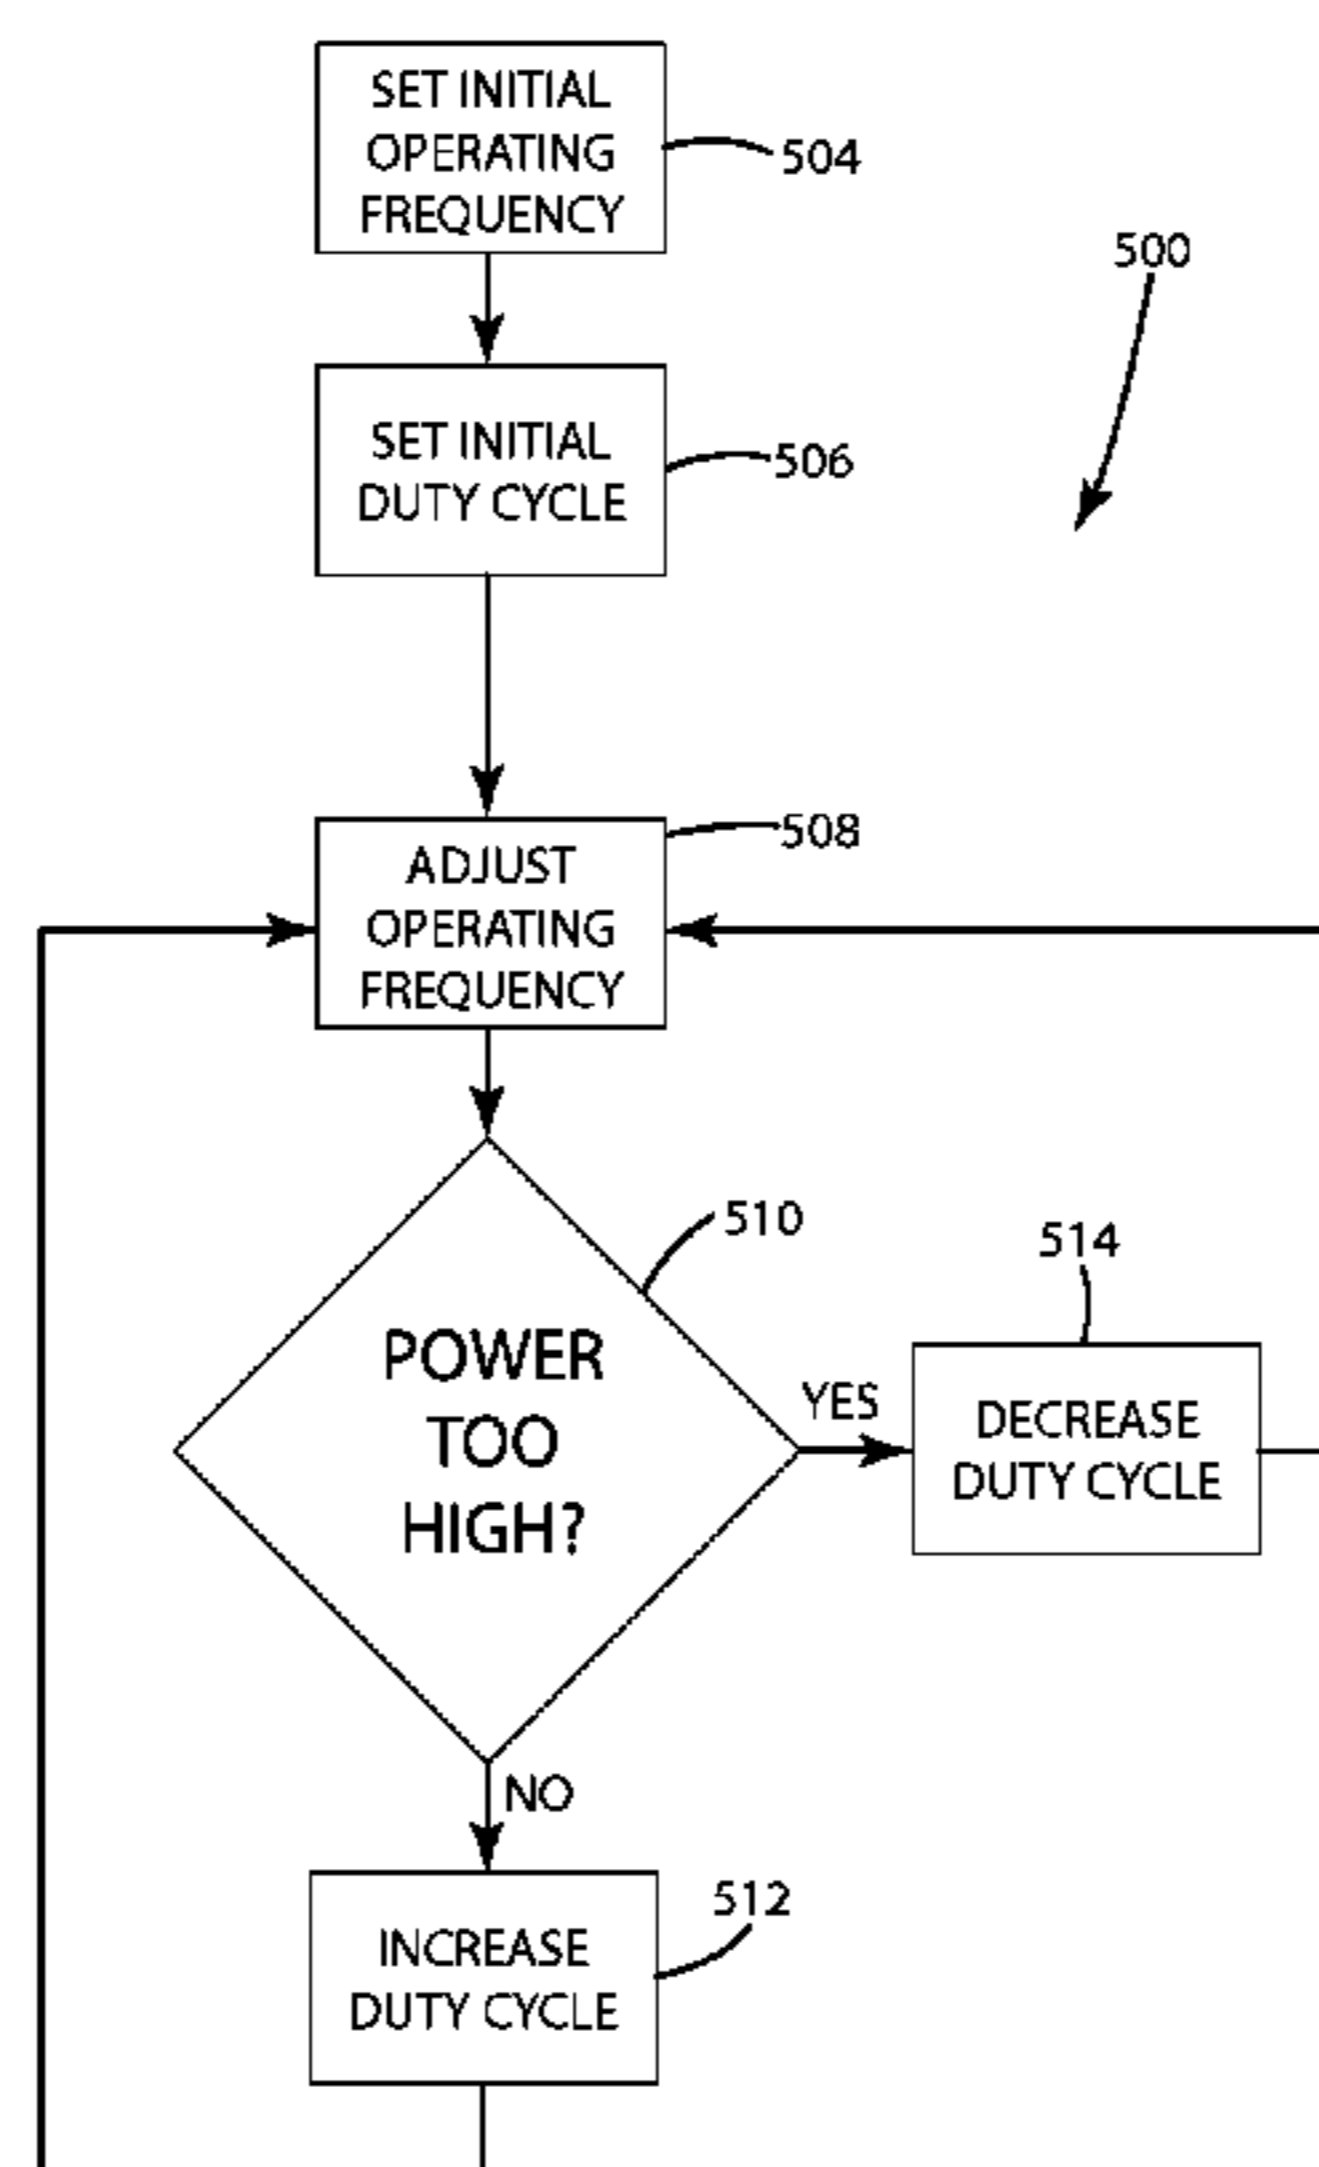 SET INITIAL
OPERATING
FREQUENCY
504
500
SET INITIAL
DUTY CYCLE
506
508
ADJUST
OPERATING
FREQUENCY
510
514
POWER
TOO
HIGH?
YES
DECREASE
DUTY CYCLE
NO
512
INCREASE
DUTY CYCLE